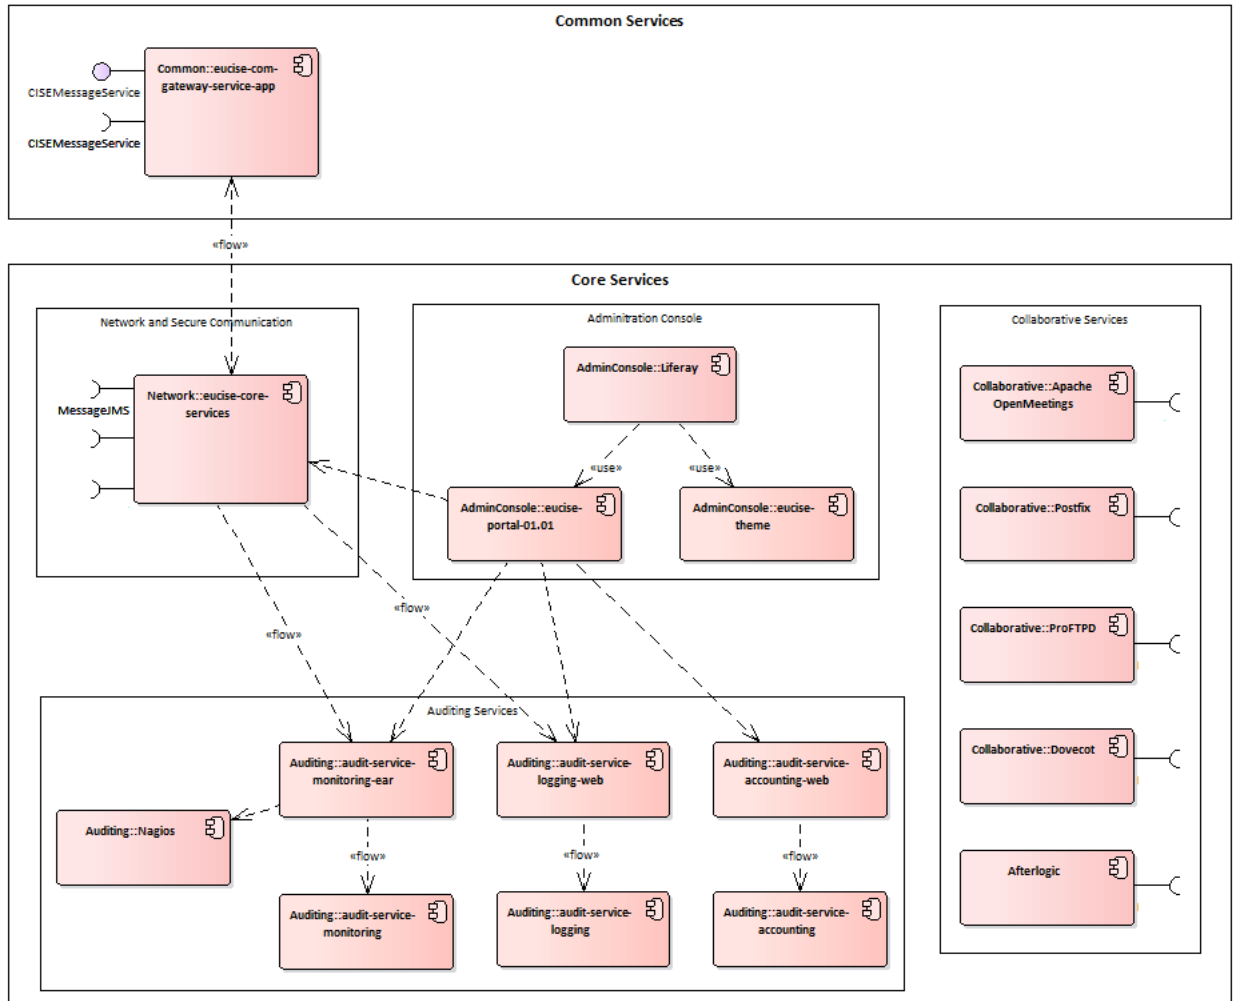 Common Services
Common::eucise-com-
gateway-service-app
CISEMessageService
CISEMessageService
«flow»
Core Services
Network and Secure Communication
Network::eucise-core-
services
MessageJMS
Adminitration Console
AdminConsole::Liferay
«use»
«use»
AdminConsole::eucise-
portal-01.01
AdminConsole::eucise-
theme
Collaborative Services
Collaborative::Apache
OpenMeetings
Collaborative::Postfix
Collaborative::ProFTPD
Collaborative::Dovecot
Afterlogic
«flow»
«flow»
Auditing Services
Auditing::audit-service-
monitoring-ear
Auditing::audit-service-
logging-web
Auditing::audit-service-
accounting-web
Auditing::Nagios
«flow»
«flow»
«flow»
Auditing::audit-service-
monitoring
Auditing::audit-service-
logging
Auditing::audit-service-
accounting